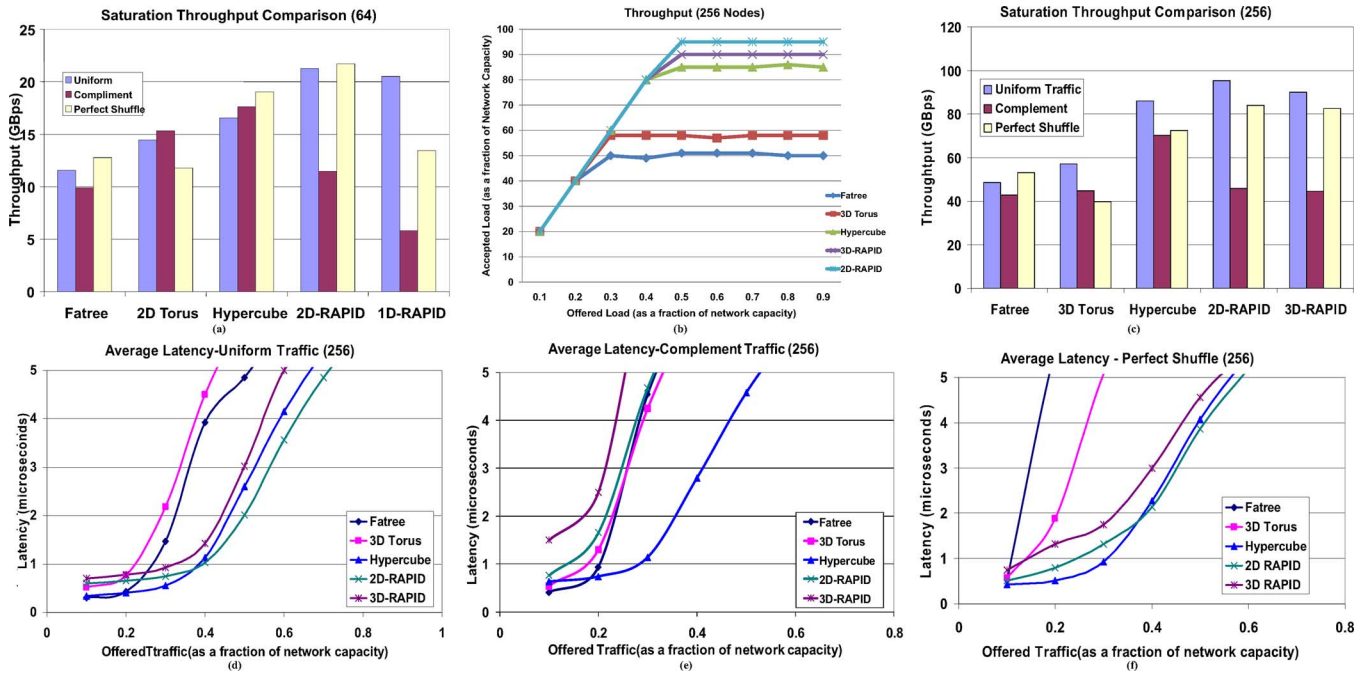 Saturation Throughput Comparison (64)
Throughput (GBps)
25
20
15
10
5
0
Uniform
Compliment
Perfect Shuffle
Fatree 2D Torus Hypercube 2D-RAPID 1D-RAPID
(a)
Throughput (256 Nodes)
Accepted Load (as a fraction of Network Capacity)
100
90
80
70
60
50
40
30
20
10
0
Fatree
3D Torus
Hypercube
3D-RAPID
2D-RAPID
0.1 0.2 0.3 0.4 0.5 0.6 0.7 0.8 0.9
Offered Load (as a fraction of network capacity)
(b)
Saturation Throughput Comparison (256)
Throughtput (GBps)
120
100
80
60
40
20
0
Uniform Traffic
Complement
Perfect Shuffle
Fatree 3D Torus Hypercube 2D-RAPID 3D-RAPID
(c)
Average Latency-Uniform Traffic (256)
Latency (microseconds)
5
4
3
2
1
0
Fatree
3D Torus
Hypercube
2D-RAPID
3D-RAPID
0 0.2 0.4 0.6 0.8 1
OfferedTtraffic(as a fraction of network capacity)
(d)
Average Latency-Complement Traffic (256)
Latency (microseconds)
5
4
3
2
1
0
Fatree
3D Torus
Hypercube
2D-RAPID
3D-RAPID
0 0.2 0.4 0.6 0.8
Offered Traffic(as a fraction of network capacity)
(e)
Average Latency - Perfect Shuffle (256)
Latency (microseconds)
5
4
3
2
1
0
Fatree
3D Torus
Hypercube
2D RAPID
3D RAPID
0 0.2 0.4 0.6 0.8
Offered Traffic(as a fraction of network capacity)
(f)